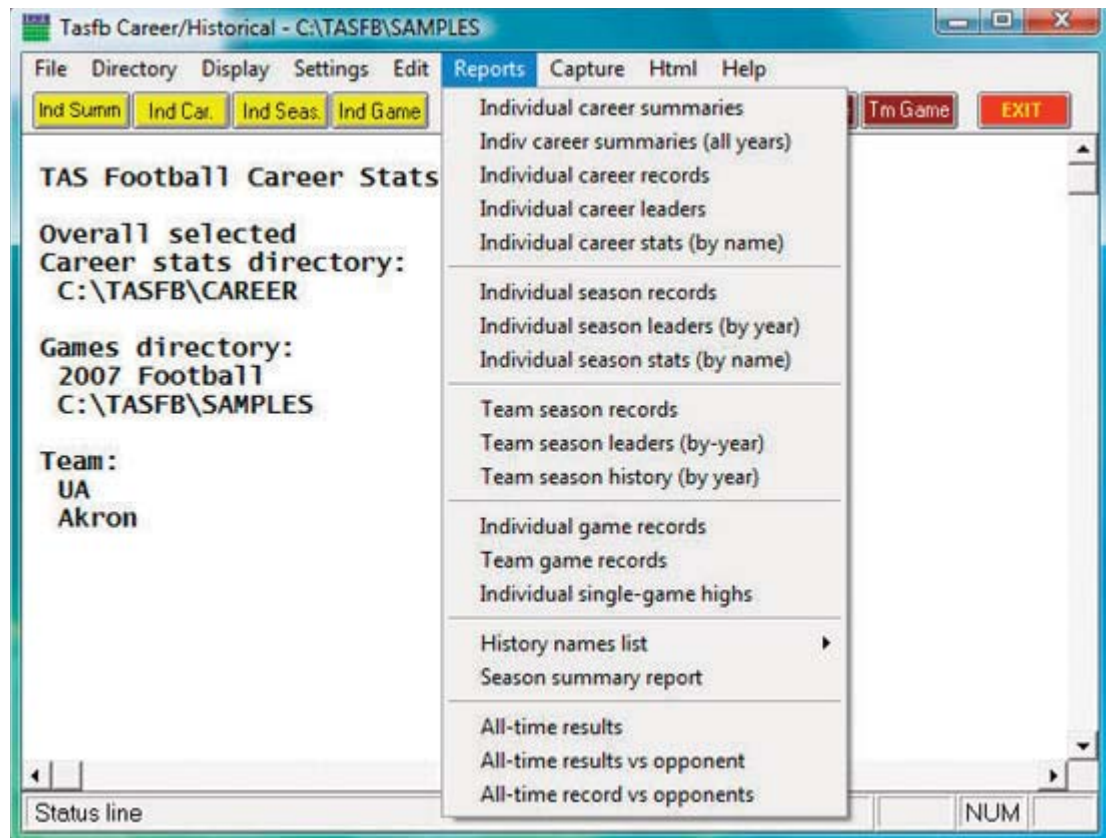 Tasfb Career/Historical - C:\TASFB\SAMPLES
File Directory Display Settings Edit Reports Capture Html Help
Ind Summ Ind Car. Ind Seas. Ind Game Tm Game EXIT
TAS Football Career Stats
Overall selected
Career stats directory:
C:\TASFB\CAREER
Games directory:
2007 Football
C:\TASFB\SAMPLES
Team:
UA
Akron
Individual career summaries
Indiv career summaries (all years)
Individual career records
Individual career leaders
Individual career stats (by name)
Individual season records
Individual season leaders (by year)
Individual season stats (by name)
Team season records
Team season leaders (by-year)
Team season history (by year)
Individual game records
Team game records
Individual single-game highs
History names list
Season summary report
All-time results
All-time results vs opponent
All-time record vs opponents
Status line NUM